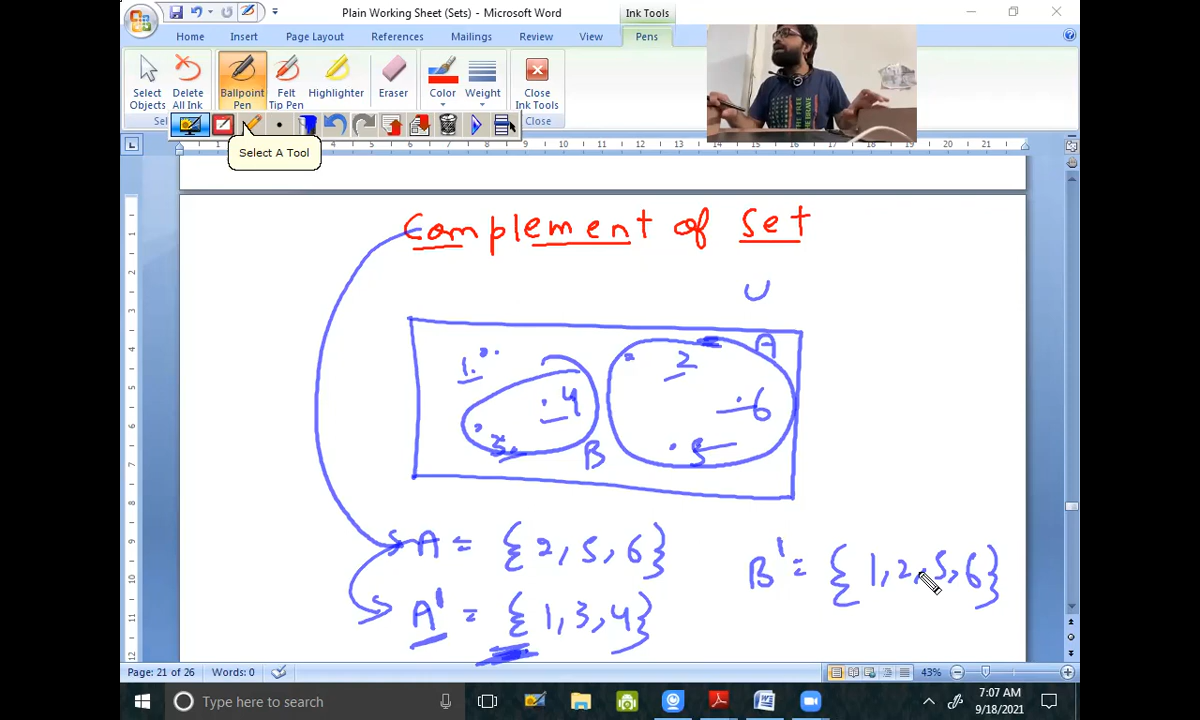 Plain Working Sheet (Sets) - Microsoft Word
Ink Tools
Home Insert Page Layout References Mailings Review View Pens
Select Objects
Delete All Ink
Ballpoint Pen
Felt Tip Pen
Highlighter
Eraser
Color
Weight
Close Ink Tools
Close
Select A Tool
Complement of Set
U
A
1
2
4
6
3
5
B
A = {2, 5, 6}
B' = {1, 2, 5, 6}
A' = {1, 3, 4}
Page: 21 of 26 Words: 0 43%
Type here to search
7:07 AM
9/18/2021